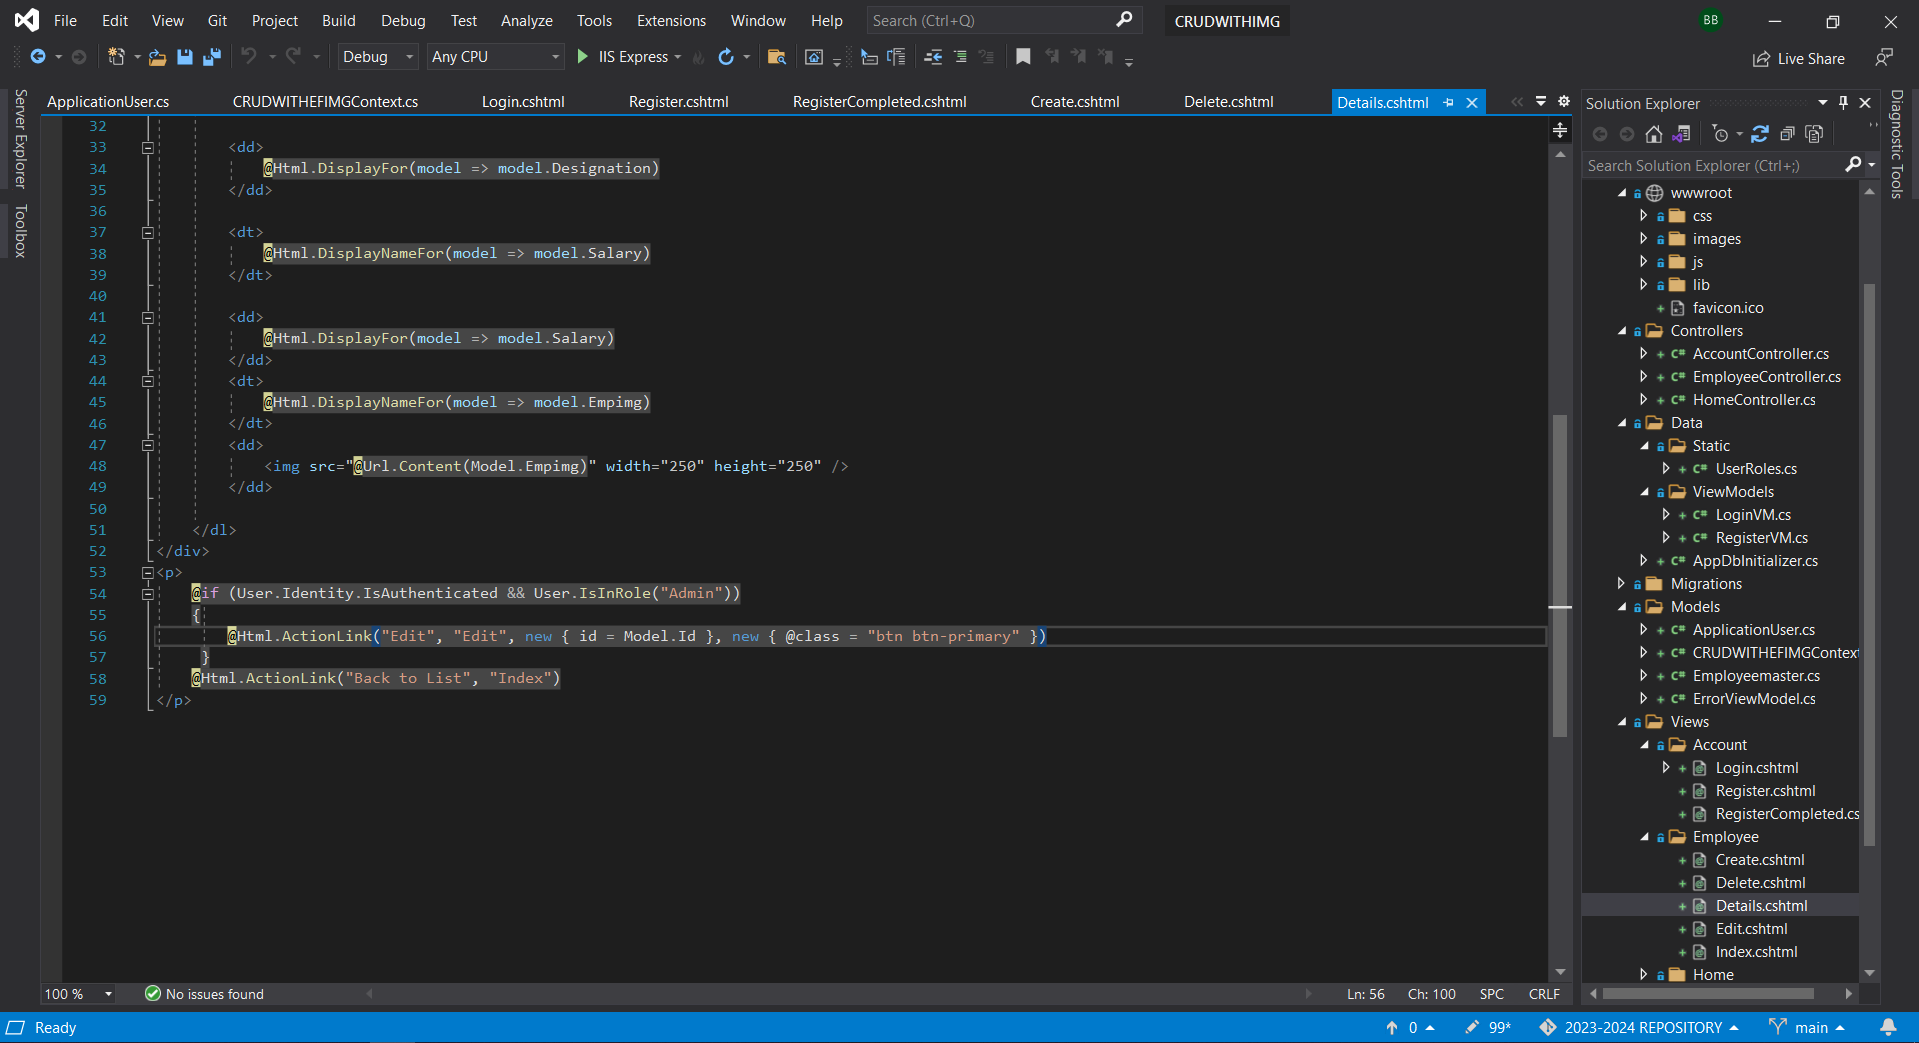 File Edit View Git Project Build Debug Test Analyze Tools Extensions Window Help Search (Ctrl+Q) CRUDWITHIMG BB
Debug Any CPU IIS Express Live Share
Server Explorer
Toolbox
ApplicationUser.cs CRUDWITHEFIMGContext.cs Login.cshtml Register.cshtml RegisterCompleted.cshtml Create.cshtml Delete.cshtml Details.cshtml
32
33 <dd>
34 @Html.DisplayFor(model => model.Designation)
35 </dd>
36
37 <dt>
38 @Html.DisplayNameFor(model => model.Salary)
39 </dt>
40
41 <dd>
42 @Html.DisplayFor(model => model.Salary)
43 </dd>
44 <dt>
45 @Html.DisplayNameFor(model => model.Empimg)
46 </dt>
47 <dd>
48 <img src="@Url.Content(Model.Empimg)" width="250" height="250" />
49 </dd>
50
51 </dl>
52 </div>
53 <p>
54 @if (User.Identity.IsAuthenticated && User.IsInRole("Admin"))
55 {
56 @Html.ActionLink("Edit", "Edit", new { id = Model.Id }, new { @class = "btn btn-primary" })
57 }
58 @Html.ActionLink("Back to List", "Index")
59 </p>
100 % No issues found Ln: 56 Ch: 100 SPC CRLF
Solution Explorer
Search Solution Explorer (Ctrl+;)
wwwroot
css
images
js
lib
favicon.ico
Controllers
C# AccountController.cs
C# EmployeeController.cs
C# HomeController.cs
Data
Static
C# UserRoles.cs
ViewModels
C# LoginVM.cs
C# RegisterVM.cs
C# AppDbInitializer.cs
Migrations
Models
C# ApplicationUser.cs
C# CRUDWITHEFIMGContext
C# Employeemaster.cs
C# ErrorViewModel.cs
Views
Account
Login.cshtml
Register.cshtml
RegisterCompleted.cs
Employee
Create.cshtml
Delete.cshtml
Details.cshtml
Edit.cshtml
Index.cshtml
Home
Diagnostic Tools
Ready 0 99* 2023-2024 REPOSITORY main